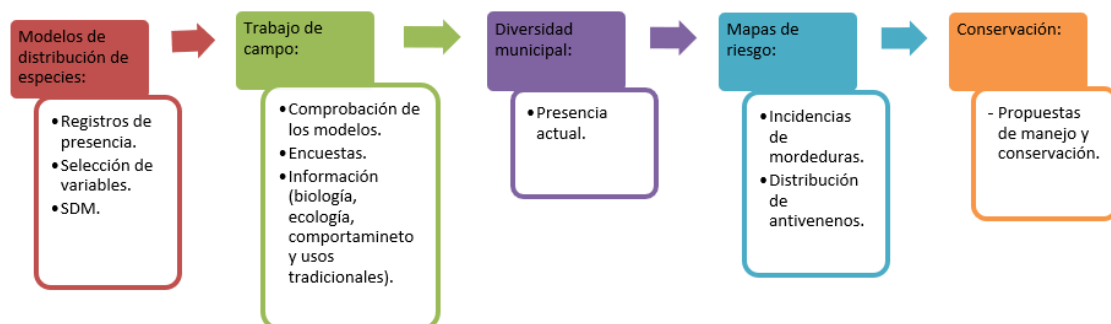 Modelos de
distribución de
especies:
•Registros de
presencia.
•Selección de
variables.
•SDM.
Trabajo de
campo:
•Comprobación de
los modelos.
•Encuestas.
•Información
(biología,
ecología,
comportamineto
y usos
tradicionales).
Diversidad
municipal:
•Presencia
actual.
Mapas de
riesgo:
•Incidencias
de
mordeduras.
•Distribución
de
antivenenos.
Conservación:
- Propuestas
de manejo y
conservación.